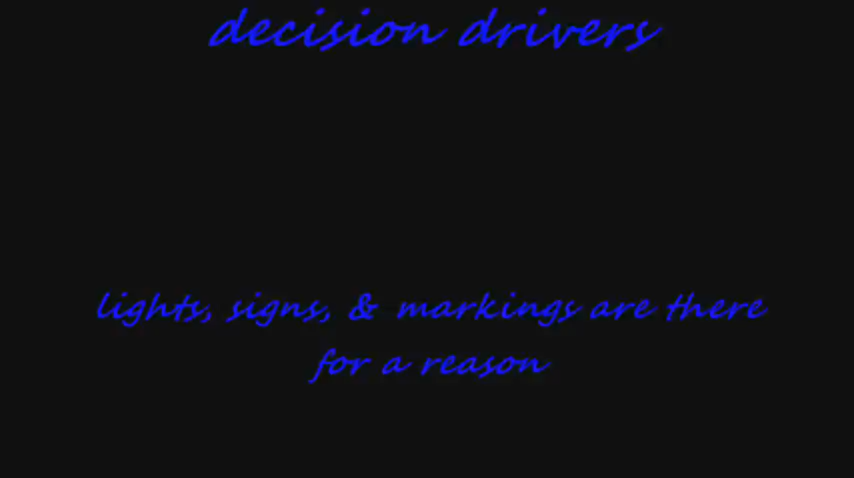 decision drivers
lights, signs, & markings are there
for a reason